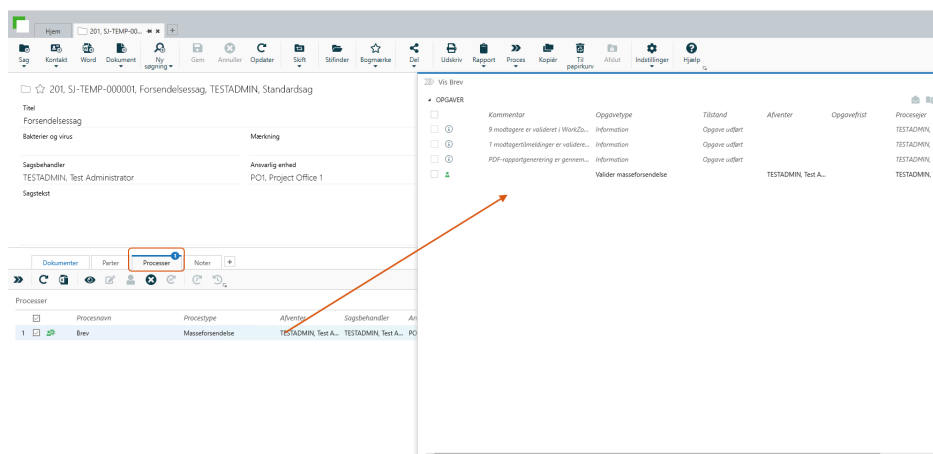 Hjem 201, SJ-TEMP-00...
Sag Kontakt Word Dokument Ny søgning Gem Annuller Opdater Skift Stifinder Bogmærke Del Udskriv Rapport Proces Kopiér Til papirkurv Afslut Indstillinger Hjælp
201, SJ-TEMP-000001, Forsendelsessag, TESTADMIN, Standardsag
Titel
Forsendelsessag
Bakterier og virus Mærkning
Sagsbehandler Ansvarlig enhed
TESTADMIN, Test Administrator PO1, Project Office 1
Sagstekst
Dokumenter Parter Processer 1 Noter
Processer
Procesnavn Procestype Afventer Sagsbehandler An
1 Brev Masseforsendelse TESTADMIN, Test A... TESTADMIN, Test A... PO
Vis Brev
OPGAVER
Kommentar Opgavetype Tilstand Afventer Opgavefrist Procesejer
9 modtagere er valideret i WorkZo... Information Opgave udført TESTADMIN,
1 modtagertilmeldinger er validere... Information Opgave udført TESTADMIN,
PDF-rapportgenerering er gennem... Information Opgave udført TESTADMIN,
Valider masseforsendelse TESTADMIN, Test A... TESTADMIN,